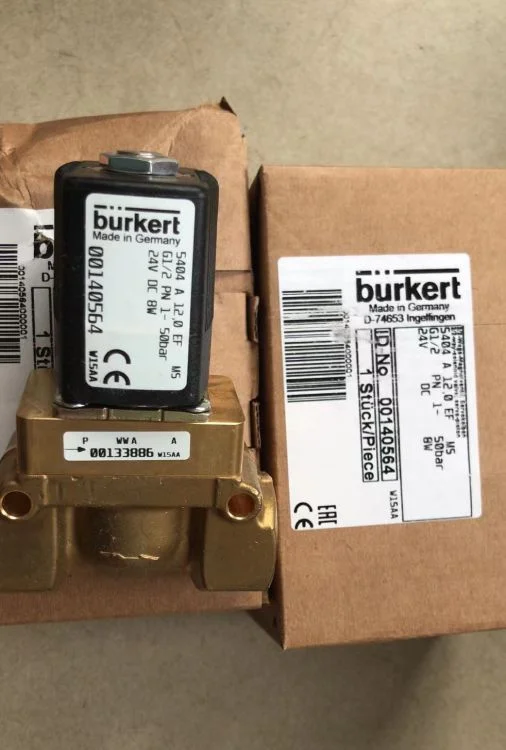 bürkert
Made in Germany
00140564
5404 A 12,0 EF MS
G1/2 PN 1- 50bar
24V DC 8W
W15AA
CE
P WWA A
00133886 W15AA
bürkert
Made in Germany
D-74653 Ingelfingen
5404 A 12,0 EF MS
G1/2 PN 1- 50bar
24V DC 8W
ID No. 00140564
1 Stück/Piece
W15AA
CE
EAC
bürk
M
D-
1 Stü